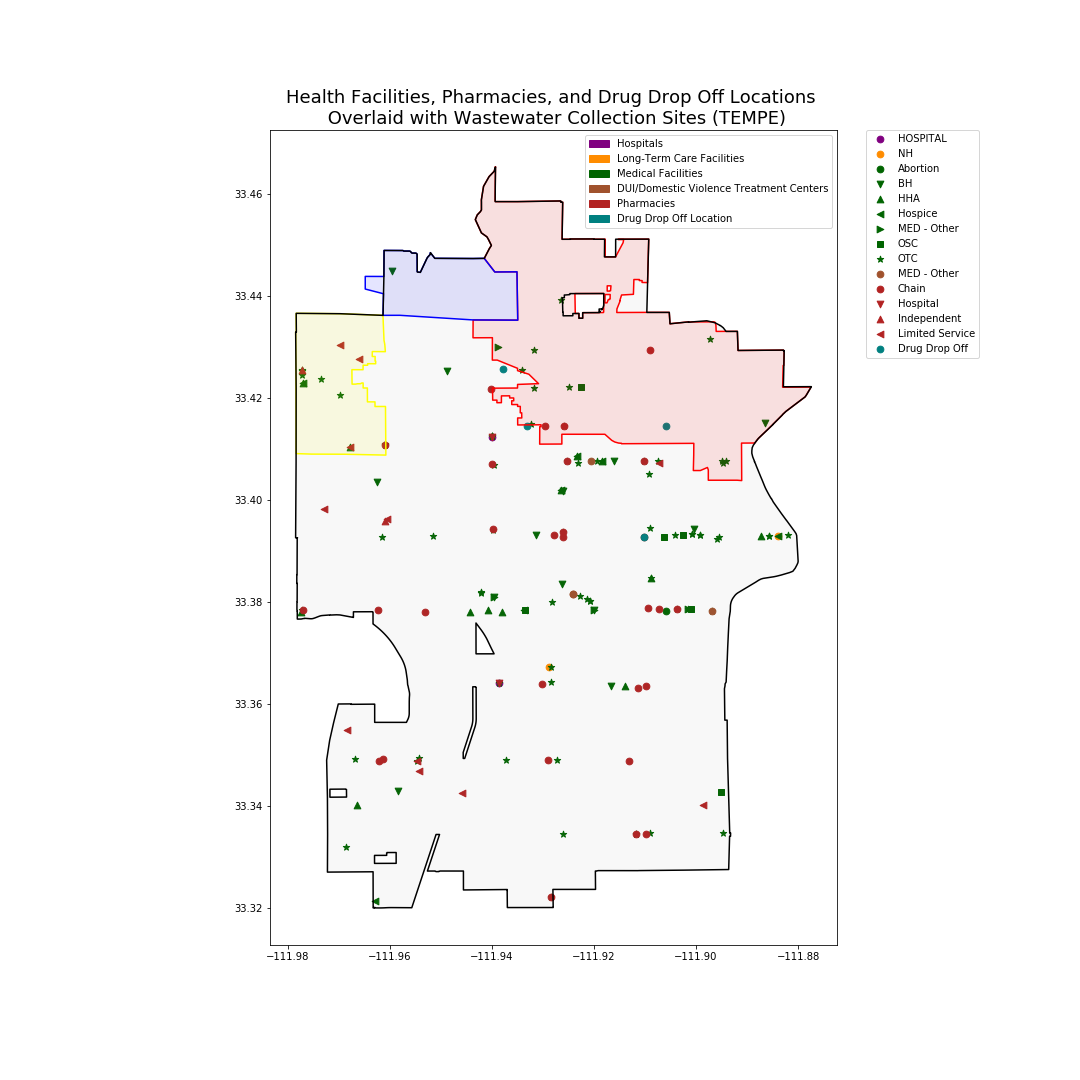 Health Facilities, Pharmacies, and Drug Drop Off Locations
Overlaid with Wastewater Collection Sites (TEMPE)
Hospitals
Long-Term Care Facilities
Medical Facilities
DUI/Domestic Violence Treatment Centers
Pharmacies
Drug Drop Off Location
HOSPITAL
NH
Abortion
BH
HHA
Hospice
MED - Other
OSC
OTC
MED - Other
Chain
Hospital
Independent
Limited Service
Drug Drop Off
33.46
33.44
33.42
33.40
33.38
33.36
33.34
33.32
−111.98 −111.96 −111.94 −111.92 −111.90 −111.88